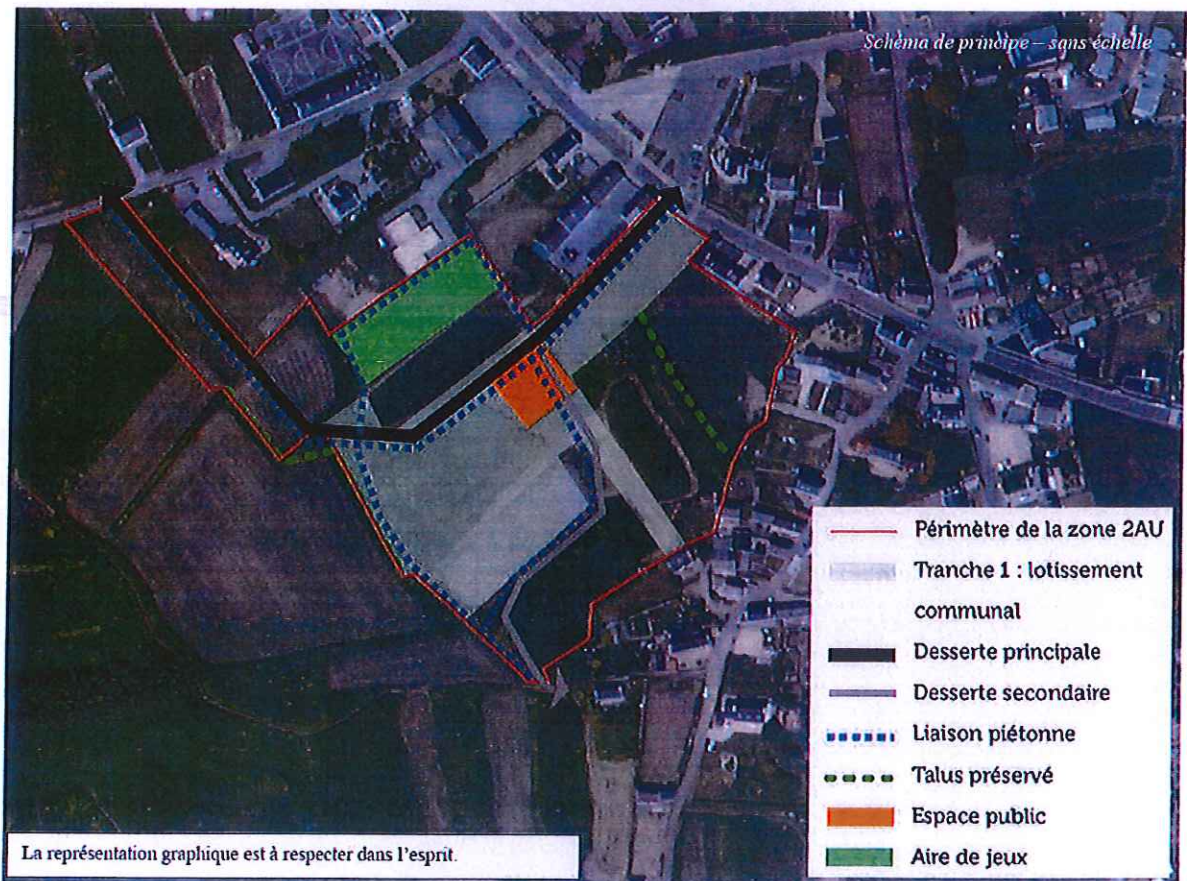 Schéma de principe – sans échelle
Périmètre de la zone 2AU
Tranche 1 : lotissement
communal
Desserte principale
Desserte secondaire
Liaison piétonne
Talus préservé
Espace public
Aire de jeux
La représentation graphique est à respecter dans l'esprit.